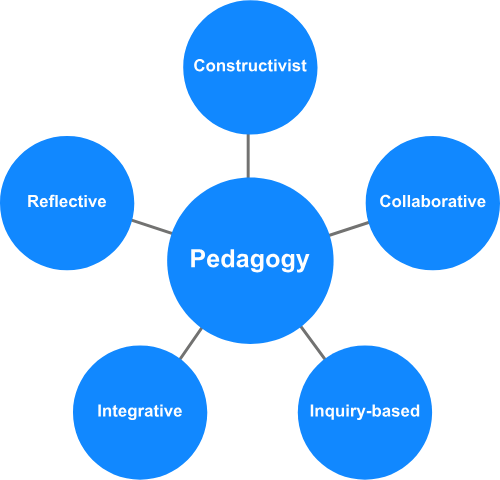 Constructivist
Reflective
Collaborative
Pedagogy
Integrative
Inquiry-based